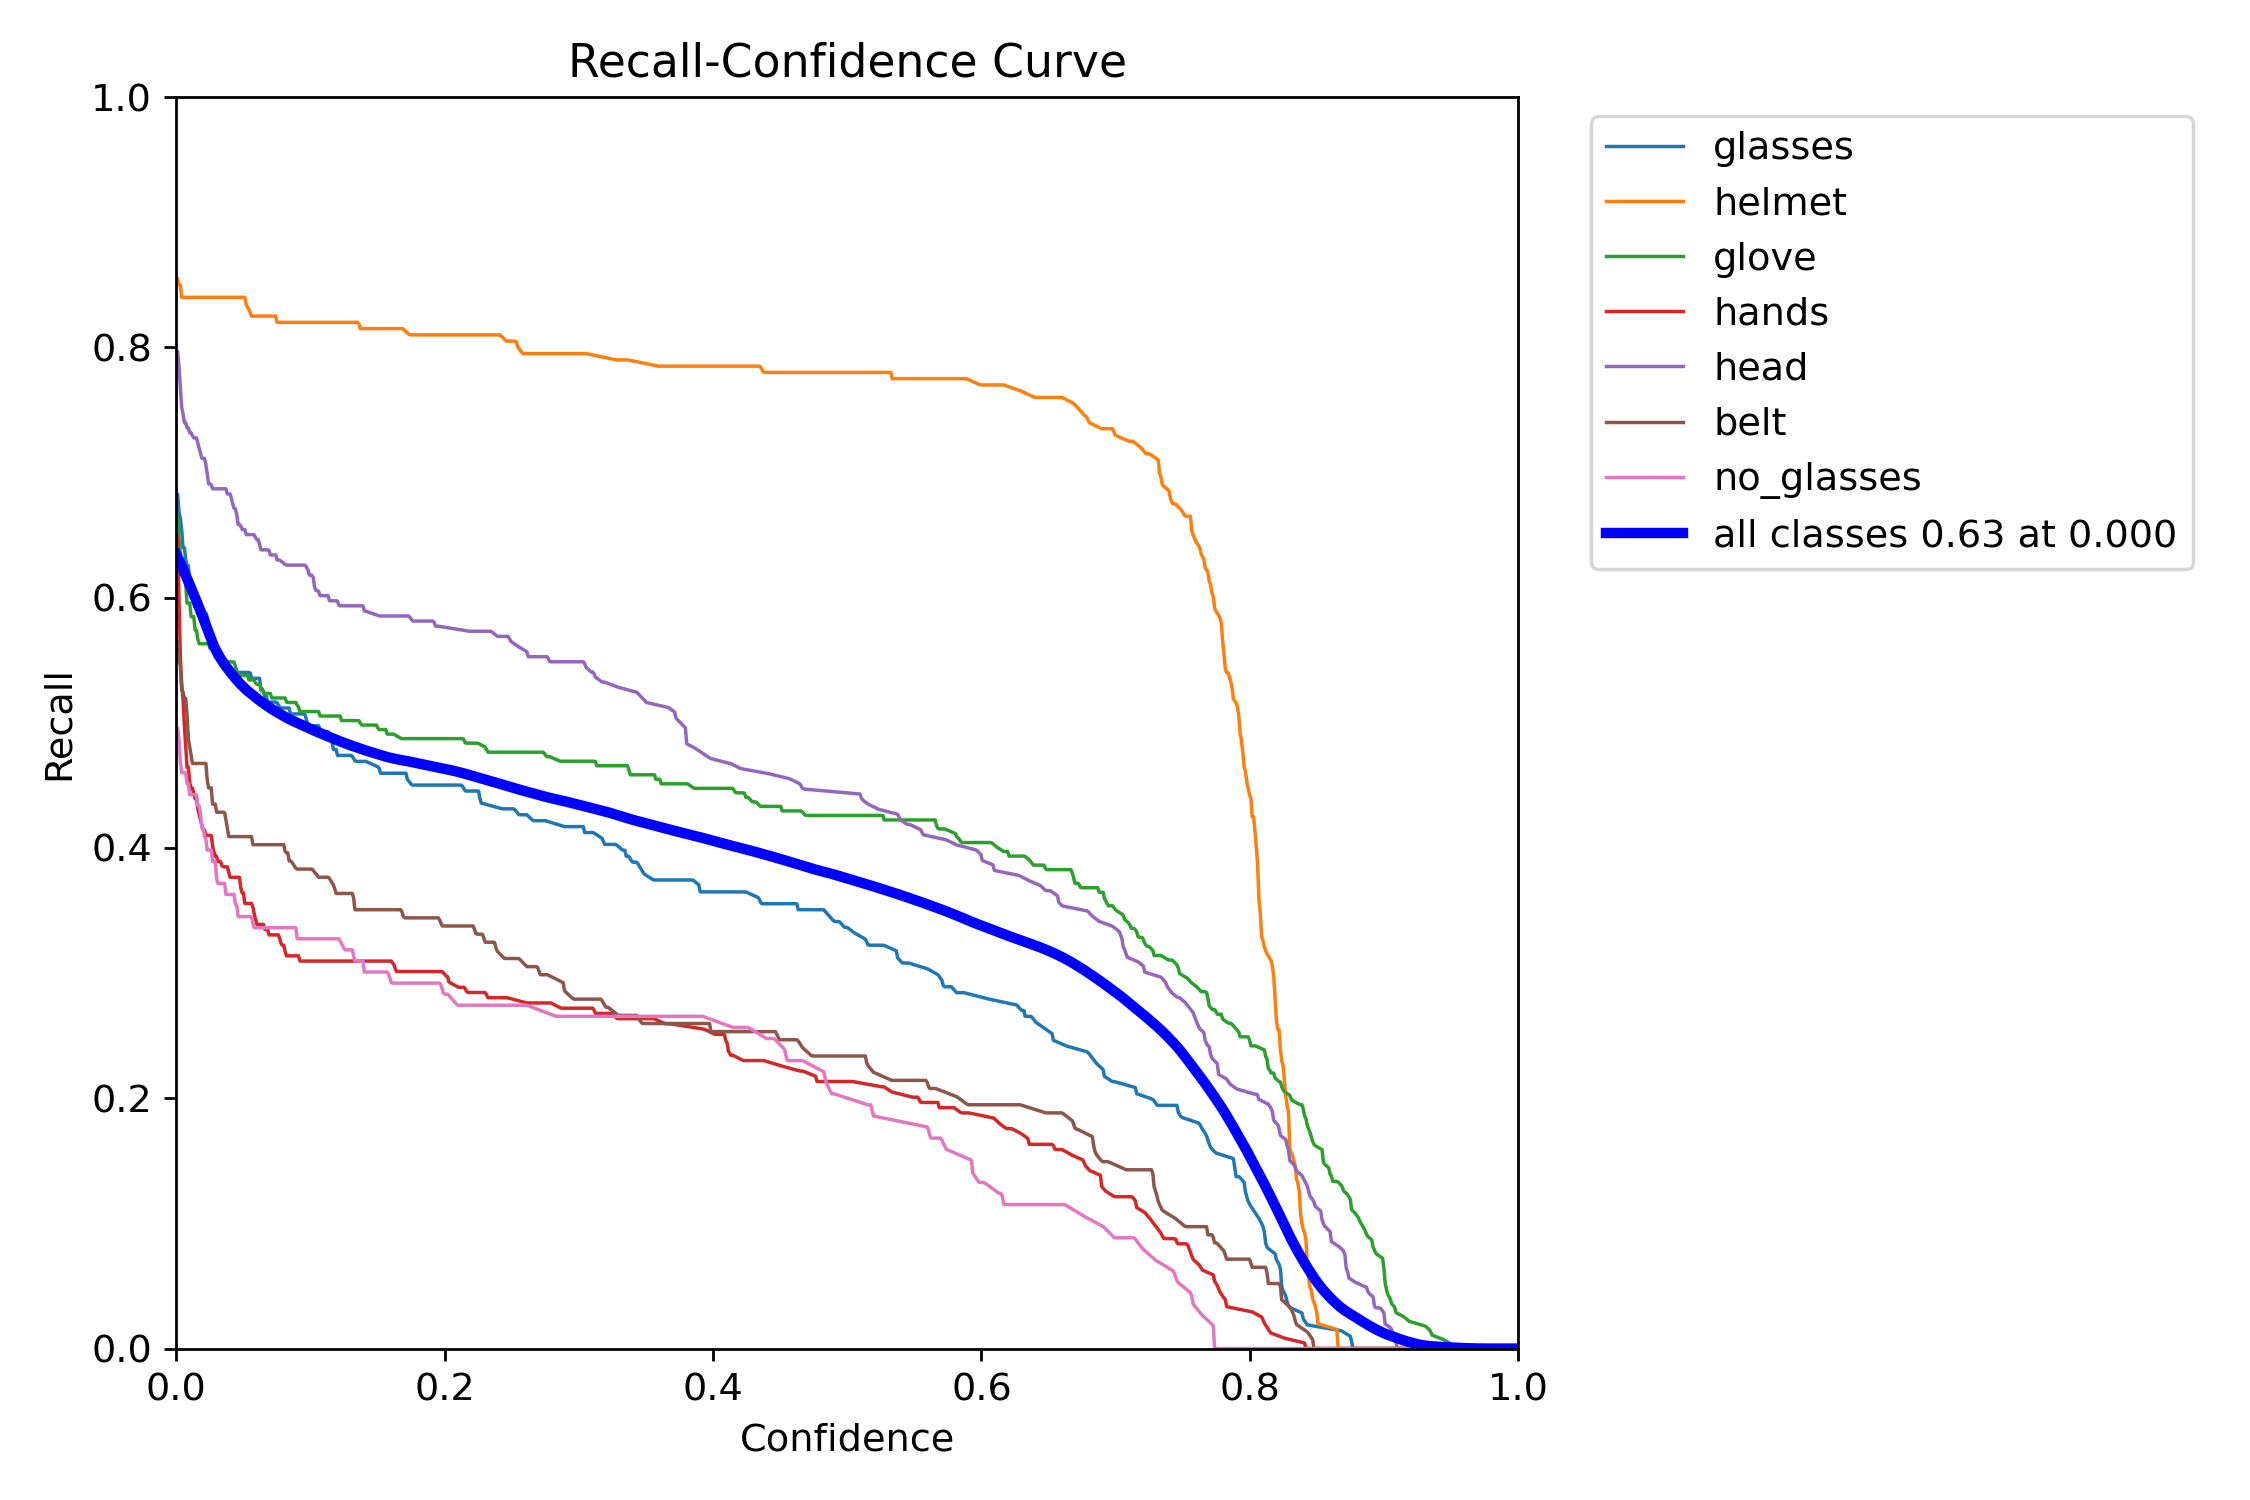 Recall-Confidence Curve
1.0
0.8
0.6
0.4
0.2
0.0
Recall
0.0 0.2 0.4 0.6 0.8 1.0
Confidence
glasses
helmet
glove
hands
head
belt
no_glasses
all classes 0.63 at 0.000